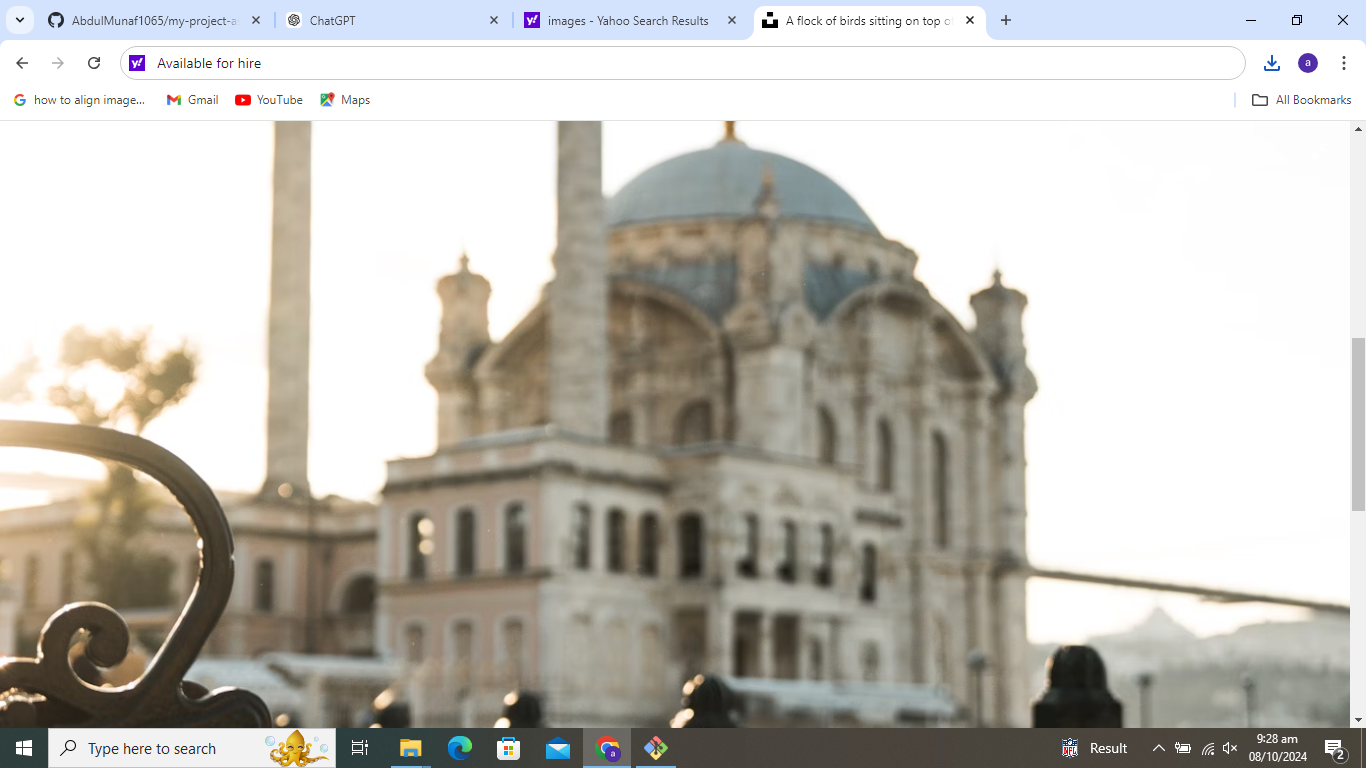 AbdulMunaf1065/my-project-a
ChatGPT
images - Yahoo Search Results
A flock of birds sitting on top o
Available for hire
a
how to align image...
Gmail
YouTube
Maps
All Bookmarks
Type here to search
Result
9:28 am
08/10/2024
2